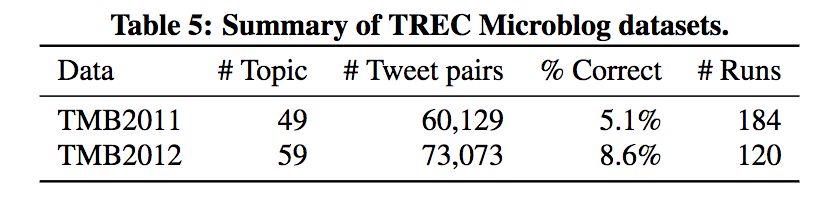 Table 5: Summary of TREC Microblog datasets.
Data # Topic # Tweet pairs % Correct # Runs
TMB2011 49 60,129 5.1% 184
TMB2012 59 73,073 8.6% 120